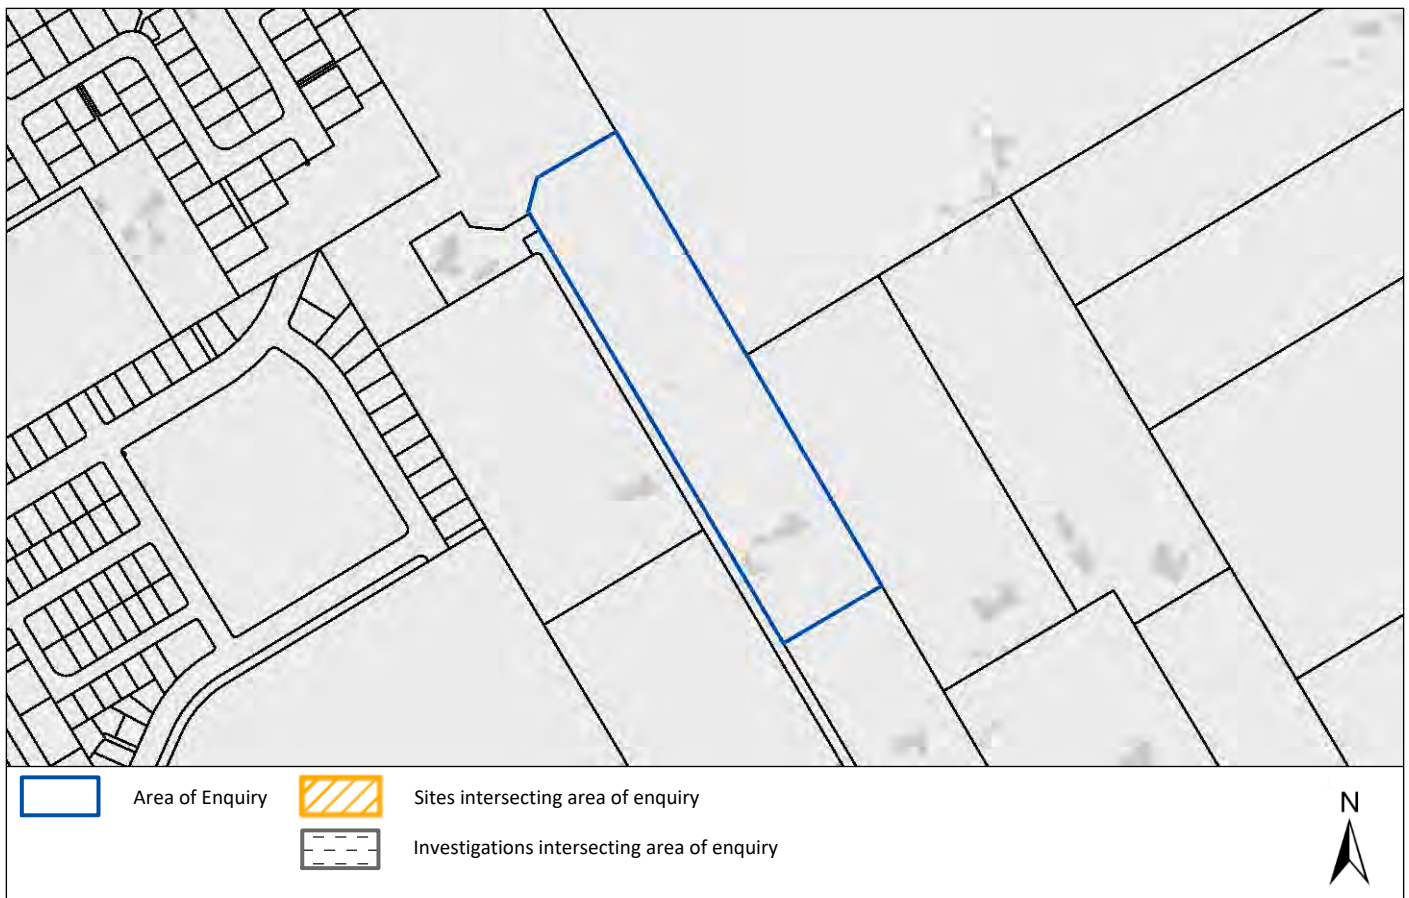 Area of Enquiry
Sites intersecting area of enquiry
N
Investigations intersecting area of enquiry